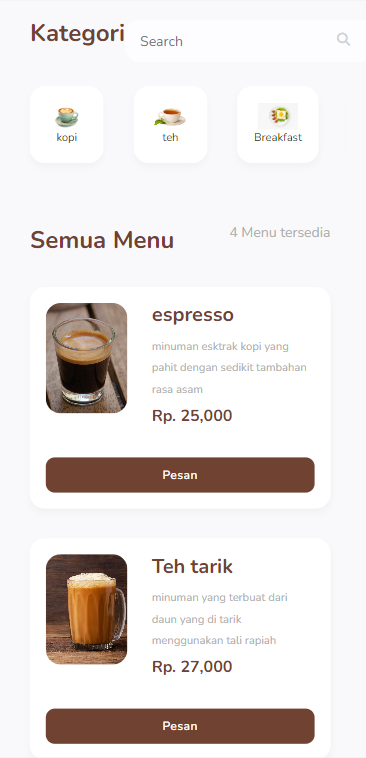 Kategori
Search
kopi
teh
Breakfast
Semua Menu
4 Menu tersedia
espresso
minuman esktrak kopi yang
pahit dengan sedikit tambahan
rasa asam
Rp. 25,000
Pesan
Teh tarik
minuman yang terbuat dari
daun yang di tarik
menggunakan tali rapiah
Rp. 27,000
Pesan